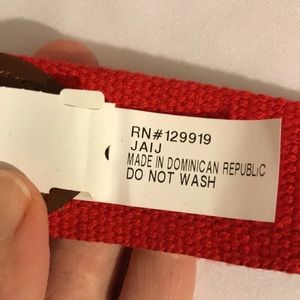 RN#129919
JAIJ
MADE IN DOMINICAN REPUBLIC
DO NOT WASH